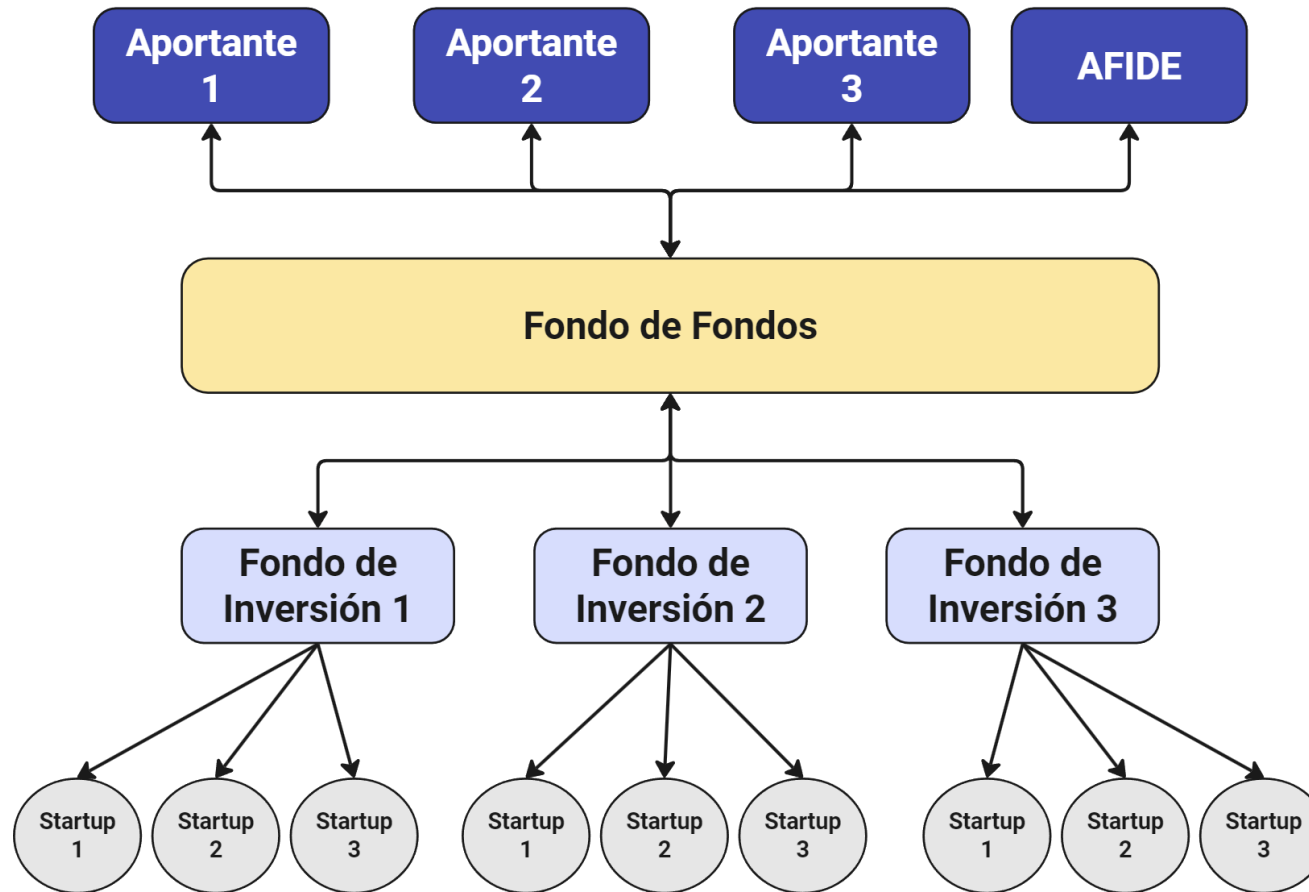 Aportante
1
Aportante
2
Aportante
3
AFIDE
Fondo de Fondos
Fondo de
Inversión 1
Fondo de
Inversión 2
Fondo de
Inversión 3
Startup
1
Startup
2
Startup
3
Startup
1
Startup
2
Startup
3
Startup
1
Startup
2
Startup
3